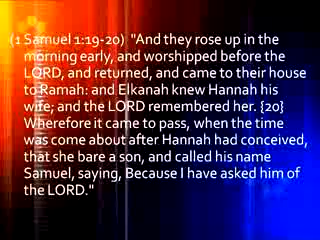 (1 Samuel 1:19-20) "And they rose up in the
morning early, and worshipped before the
LORD, and returned, and came to their house
to Ramah: and Elkanah knew Hannah his
wife; and the LORD remembered her. {20}
Wherefore it came to pass, when the time
was come about after Hannah had conceived,
that she bare a son, and called his name
Samuel, saying, Because I have asked him of
the LORD."